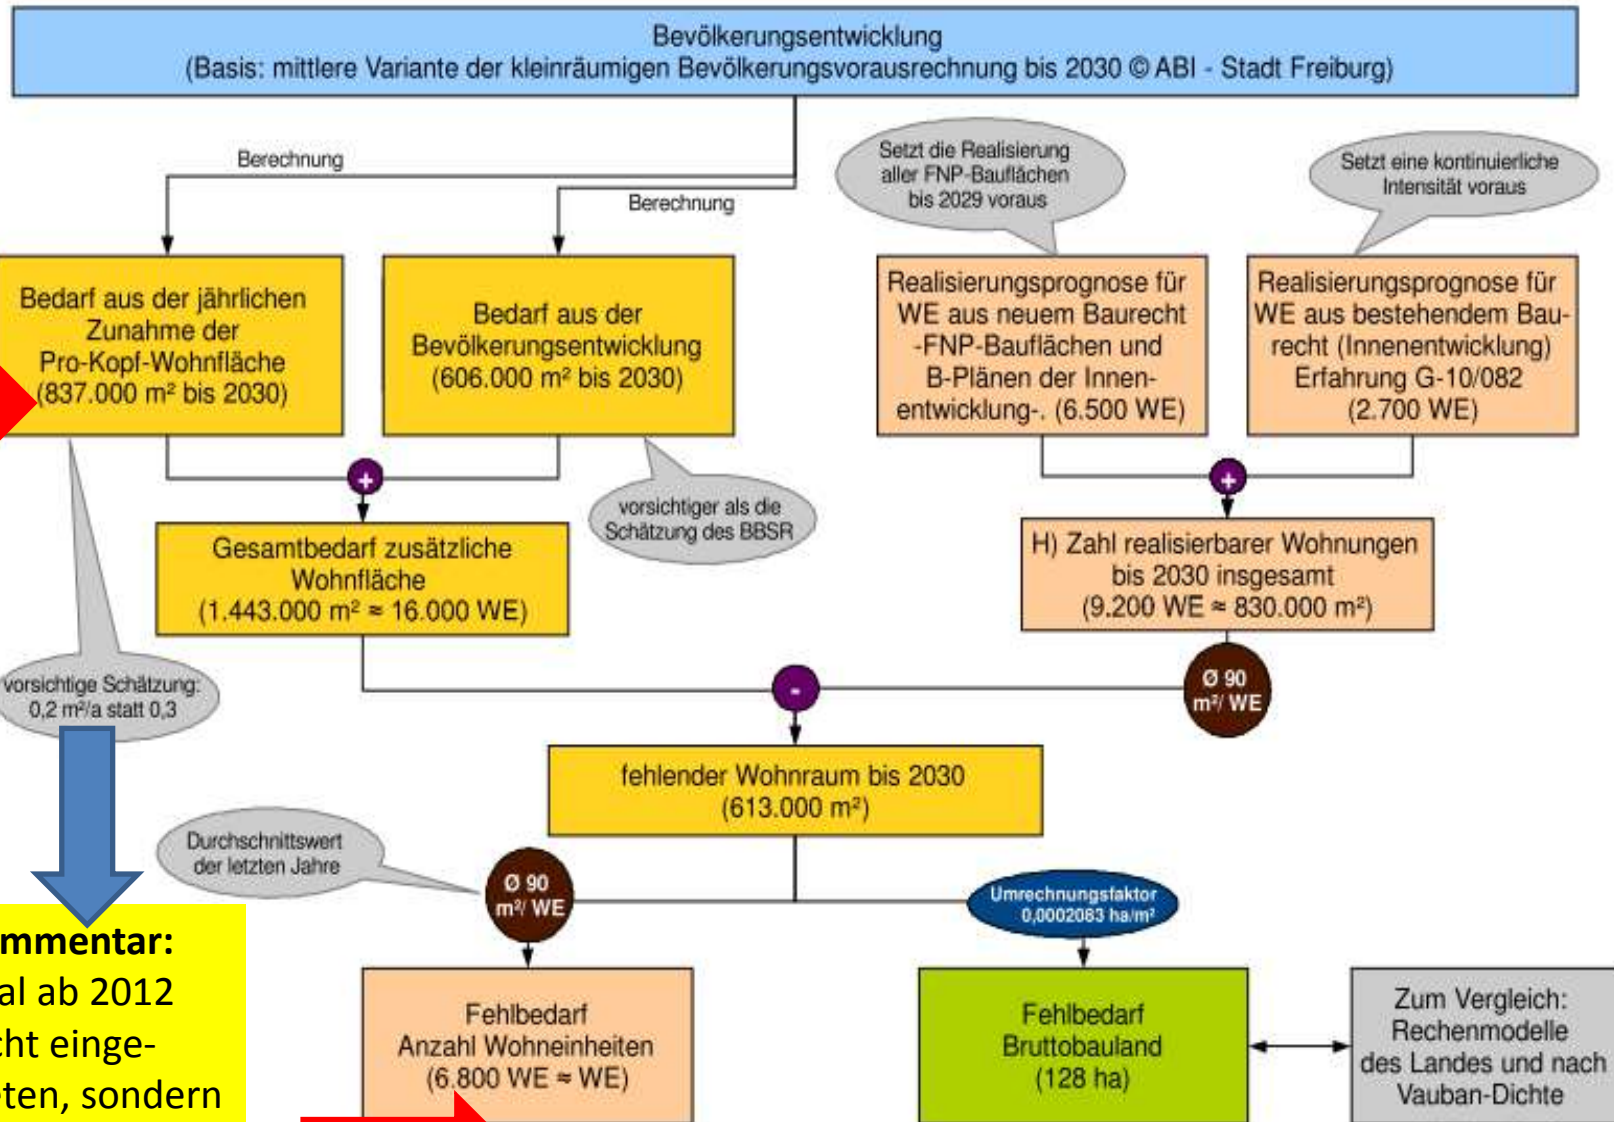 Bevölkerungsentwicklung
(Basis: mittlere Variante der kleinräumigen Bevölkerungsvorausrechnung bis 2030 © ABI - Stadt Freiburg)
Berechnung
Berechnung
Setzt die Realisierung
aller FNP-Bauflächen
bis 2029 voraus
Setzt eine kontinuierliche
Intensität voraus
Bedarf aus der jährlichen
Zunahme der
Pro-Kopf-Wohnfläche
(837.000 m² bis 2030)
Bedarf aus der
Bevölkerungsentwicklung
(606.000 m² bis 2030)
Realisierungsprognose für
WE aus neuem Baurecht
-FNP-Bauflächen und
B-Plänen der Innen-
entwicklung-. (6.500 WE)
Realisierungsprognose für
WE aus bestehendem Bau-
recht (Innenentwicklung)
Erfahrung G-10/082
(2.700 WE)
+
+
vorsichtiger als die
Schätzung des BBSR
Gesamtbedarf zusätzliche
Wohnfläche
(1.443.000 m² ≈ 16.000 WE)
H) Zahl realisierbarer Wohnungen
bis 2030 insgesamt
(9.200 WE ≈ 830.000 m²)
vorsichtige Schätzung:
0,2 m²/a statt 0,3
-
Ø 90
m²/ WE
fehlender Wohnraum bis 2030
(613.000 m²)
Durchschnittswert
der letzten Jahre
Ø 90
m²/ WE
Umrechnungsfaktor
0,0002083 ha/m²
mmentar:
al ab 2012
cht einge-
eten, sondern
Fehlbedarf
Anzahl Wohneinheiten
(6.800 WE ≈ WE)
Fehlbedarf
Bruttobauland
(128 ha)
Zum Vergleich:
Rechenmodelle
des Landes und nach
Vauban-Dichte